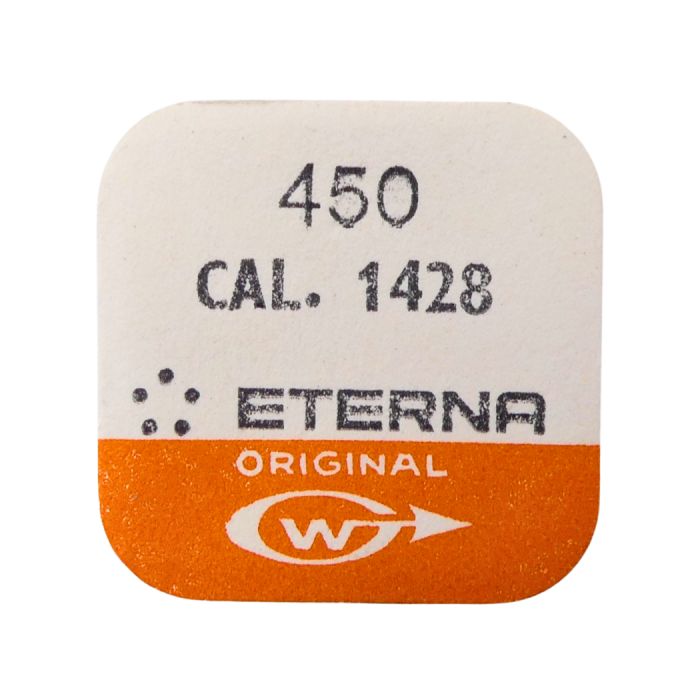 450
CAL. 1428
ETERNA
ORIGINAL
W